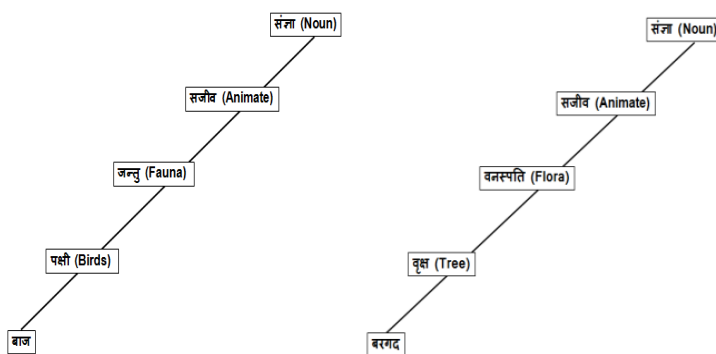 संज्ञा (Noun)
सजीव (Animate)
जन्तु (Fauna)
पक्षी (Birds)
बाज
संज्ञा (Noun)
सजीव (Animate)
वनस्पति (Flora)
वृक्ष (Tree)
बरगद